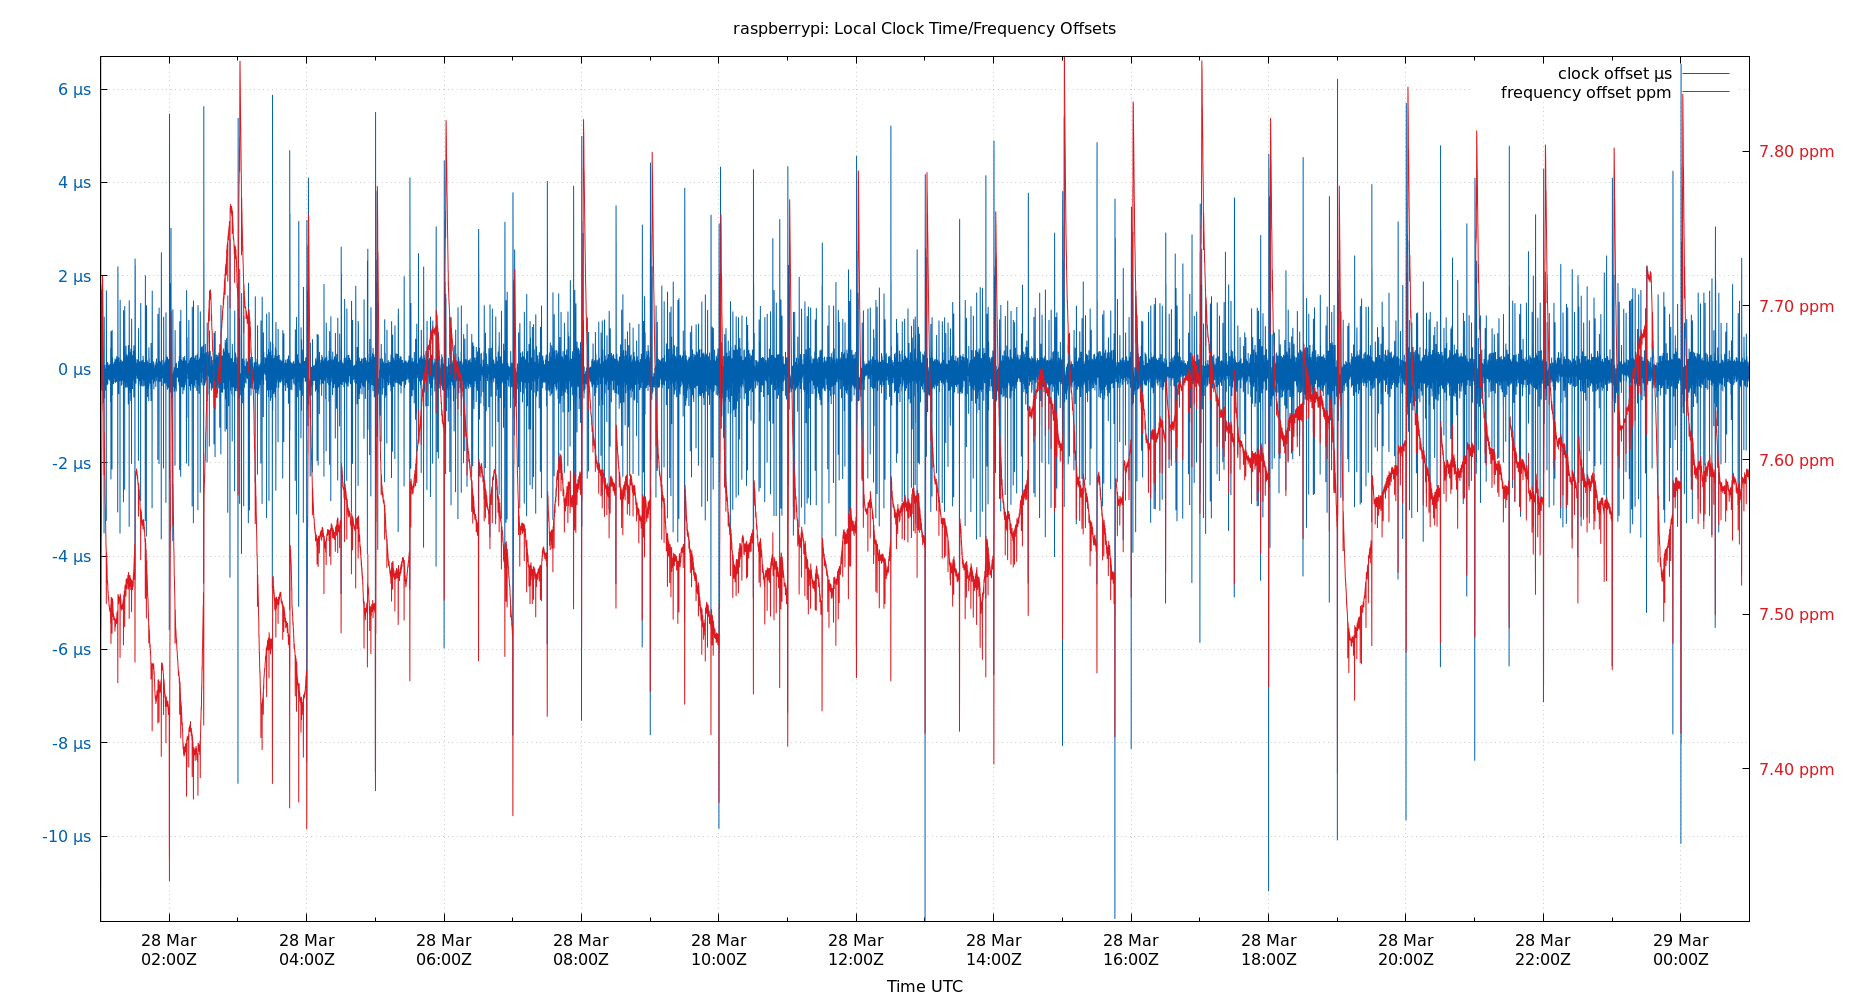 raspberrypi: Local Clock Time/Frequency Offsets
clock offset µs
frequency offset ppm
6 µs
4 µs
2 µs
0 µs
-2 µs
-4 µs
-6 µs
-8 µs
-10 µs
7.80 ppm
7.70 ppm
7.60 ppm
7.50 ppm
7.40 ppm
28 Mar 28 Mar 28 Mar 28 Mar 28 Mar 28 Mar 28 Mar 28 Mar 28 Mar 28 Mar 28 Mar 29 Mar
02:00Z 04:00Z 06:00Z 08:00Z 10:00Z 12:00Z 14:00Z 16:00Z 18:00Z 20:00Z 22:00Z 00:00Z
Time UTC